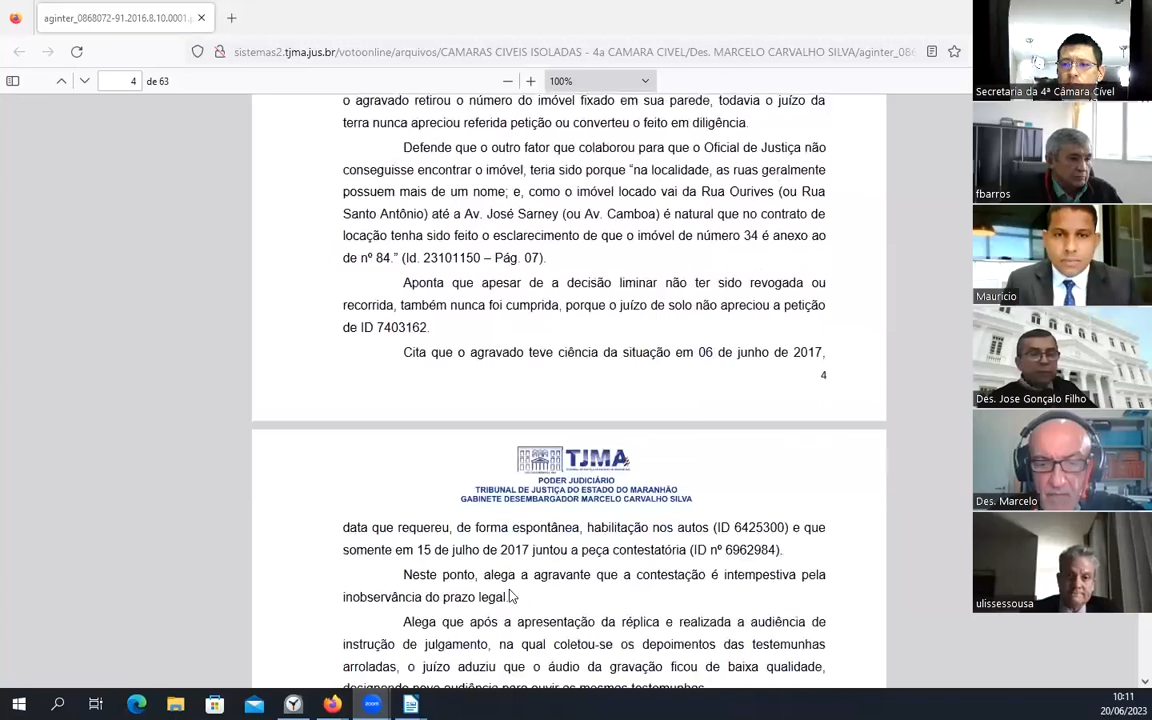 aginter_0868072-91.2016.8.10.0001.
sistemas2.tjma.jus.br/votoonline/arquivos/CAMARAS CIVEIS ISOLADAS - 4a CAMARA CIVEL/Des. MARCELO CARVALHO SILVA/aginter_086
4 de 63
100%
o agravado retirou o número do imóvel fixado em sua parede, todavia o juízo da
terra nunca apreciou referida petição ou converteu o feito em diligência.
Defende que o outro fator que colaborou para que o Oficial de Justiça não
conseguisse encontrar o imóvel, teria sido porque “na localidade, as ruas geralmente
possuem mais de um nome; e, como o imóvel locado vai da Rua Ourives (ou Rua
Santo Antônio) até a Av. José Sarney (ou Av. Camboa) é natural que no contrato de
locação tenha sido feito o esclarecimento de que o imóvel de número 34 é anexo ao
de nº 84.” (Id. 23101150 – Pág. 07).
Aponta que apesar de a decisão liminar não ter sido revogada ou
recorrida, também nunca foi cumprida, porque o juízo de solo não apreciou a petição
de ID 7403162.
Cita que o agravado teve ciência da situação em 06 de junho de 2017,
4
TJMA
PODER JUDICIÁRIO
TRIBUNAL DE JUSTIÇA DO ESTADO DO MARANHÃO
GABINETE DESEMBARGADOR MARCELO CARVALHO SILVA
data que requereu, de forma espontânea, habilitação nos autos (ID 6425300) e que
somente em 15 de julho de 2017 juntou a peça contestatória (ID nº 6962984).
Neste ponto, alega a agravante que a contestação é intempestiva pela
inobservância do prazo legal.
Alega que após a apresentação da réplica e realizada a audiência de
instrução de julgamento, na qual coletou-se os depoimentos das testemunhas
arroladas, o juízo aduziu que o áudio da gravação ficou de baixa qualidade,
designando nova audiência para ouvir as mesmas testemunhas.
Secretaria da 4ª Câmara Cível
fbarros
Mauricio
Des. Jose Gonçalo Filho
Des. Marcelo
ulissessousa
zoom
10:11
20/06/2023